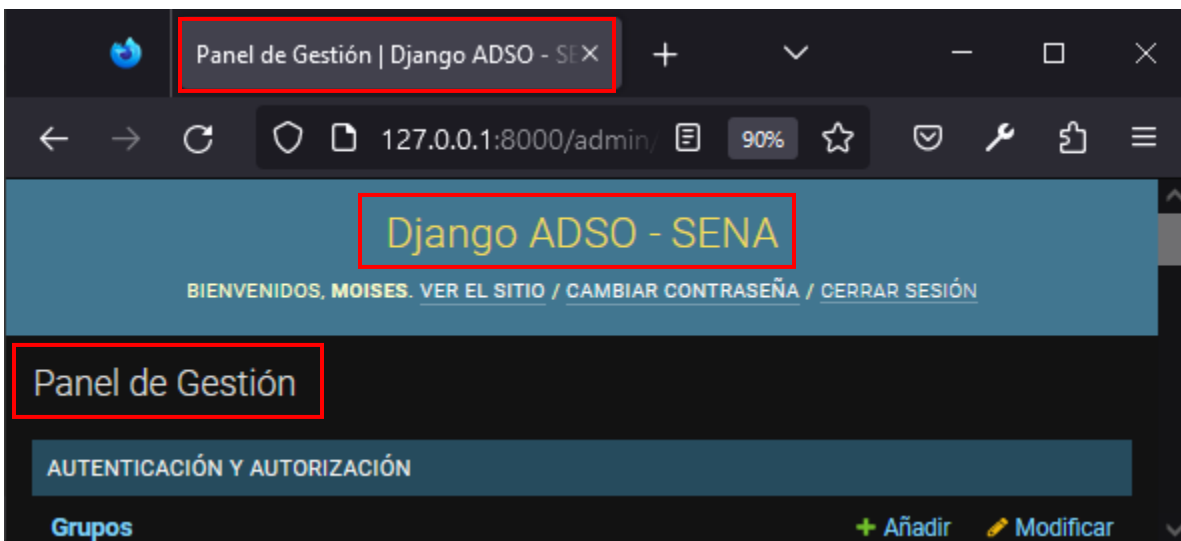 Panel de Gestión | Django ADSO - SE
127.0.0.1:8000/admin/
90%
Django ADSO - SENA
BIENVENIDOS, MOISES. VER EL SITIO / CAMBIAR CONTRASEÑA / CERRAR SESIÓN
Panel de Gestión
AUTENTICACIÓN Y AUTORIZACIÓN
Grupos + Añadir Modificar